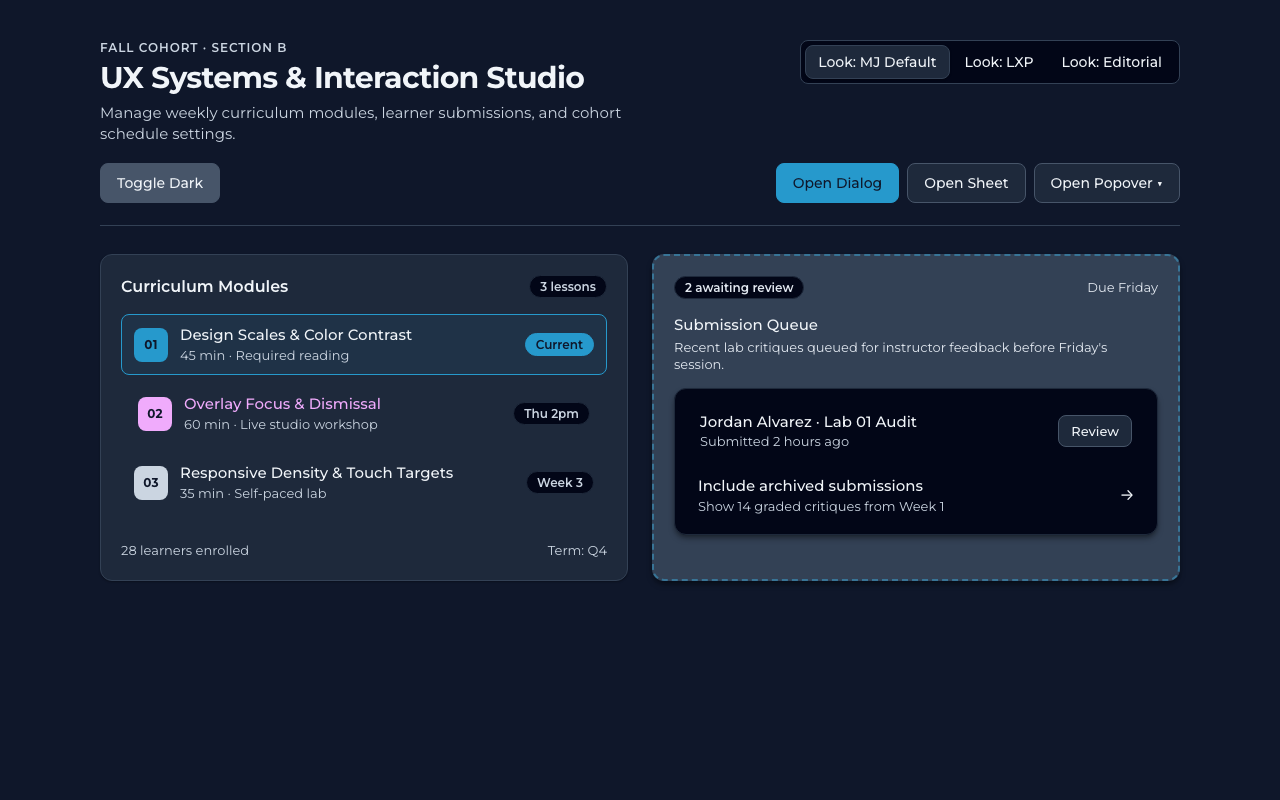 FALL COHORT · SECTION B
UX Systems & Interaction Studio
Manage weekly curriculum modules, learner submissions, and cohort
schedule settings.
Look: MJ Default
Look: LXP
Look: Editorial
Toggle Dark
Open Dialog
Open Sheet
Open Popover ▾
Curriculum Modules
3 lessons
01
Design Scales & Color Contrast
45 min · Required reading
Current
02
Overlay Focus & Dismissal
60 min · Live studio workshop
Thu 2pm
03
Responsive Density & Touch Targets
35 min · Self-paced lab
Week 3
28 learners enrolled
Term: Q4
2 awaiting review
Due Friday
Submission Queue
Recent lab critiques queued for instructor feedback before Friday's
session.
Jordan Alvarez · Lab 01 Audit
Submitted 2 hours ago
Review
Include archived submissions
Show 14 graded critiques from Week 1
→